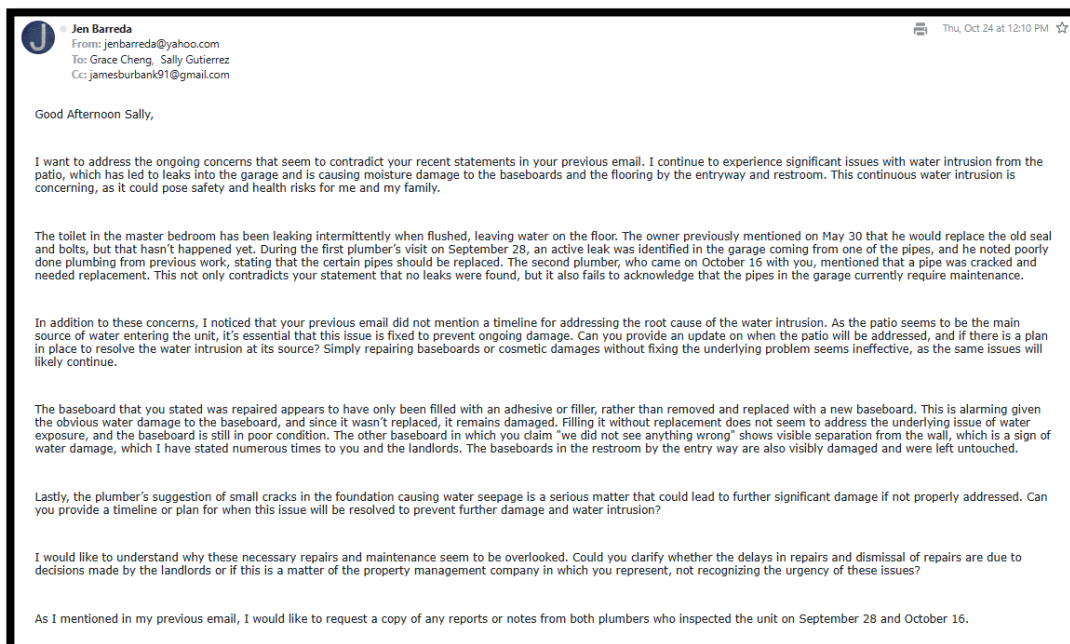 J
Jen Barreda
Thu, Oct 24 at 12:10 PM
From: jenbarreda@yahoo.com
To: Grace Cheng, Sally Gutierrez
Cc: jamesburbank91@gmail.com
Good Afternoon Sally,
I want to address the ongoing concerns that seem to contradict your recent statements in your previous email. I continue to experience significant issues with water intrusion from the
patio, which has led to leaks into the garage and is causing moisture damage to the baseboards and the flooring by the entryway and restroom. This continuous water intrusion is
concerning, as it could pose safety and health risks for me and my family.
The toilet in the master bedroom has been leaking intermittently when flushed, leaving water on the floor. The owner previously mentioned on May 30 that he would replace the old seal
and bolts, but that hasn't happened yet. During the first plumber's visit on September 28, an active leak was identified in the garage coming from one of the pipes, and he noted poorly
done plumbing from previous work, stating that the certain pipes should be replaced. The second plumber, who came on October 16 with you, mentioned that a pipe was cracked and
needed replacement. This not only contradicts your statement that no leaks were found, but it also fails to acknowledge that the pipes in the garage currently require maintenance.
In addition to these concerns, I noticed that your previous email did not mention a timeline for addressing the root cause of the water intrusion. As the patio seems to be the main
source of water entering the unit, it's essential that this issue is fixed to prevent ongoing damage. Can you provide an update on when the patio will be addressed, and if there is a plan
in place to resolve the water intrusion at its source? Simply repairing baseboards or cosmetic damages without fixing the underlying problem seems ineffective, as the same issues will
likely continue.
The baseboard that you stated was repaired appears to have only been filled with an adhesive or filler, rather than removed and replaced with a new baseboard. This is alarming given
the obvious water damage to the baseboard, and since it wasn't replaced, it remains damaged. Filling it without replacement does not seem to address the underlying issue of water
exposure, and the baseboard is still in poor condition. The other baseboard in which you claim "we did not see anything wrong" shows visible separation from the wall, which is a sign of
water damage, which I have stated numerous times to you and the landlords. The baseboards in the restroom by the entry way are also visibly damaged and were left untouched.
Lastly, the plumber's suggestion of small cracks in the foundation causing water seepage is a serious matter that could lead to further significant damage if not properly addressed. Can
you provide a timeline or plan for when this issue will be resolved to prevent further damage and water intrusion?
I would like to understand why these necessary repairs and maintenance seem to be overlooked. Could you clarify whether the delays in repairs and dismissal of repairs are due to
decisions made by the landlords or if this is a matter of the property management company in which you represent, not recognizing the urgency of these issues?
As I mentioned in my previous email, I would like to request a copy of any reports or notes from both plumbers who inspected the unit on September 28 and October 16.